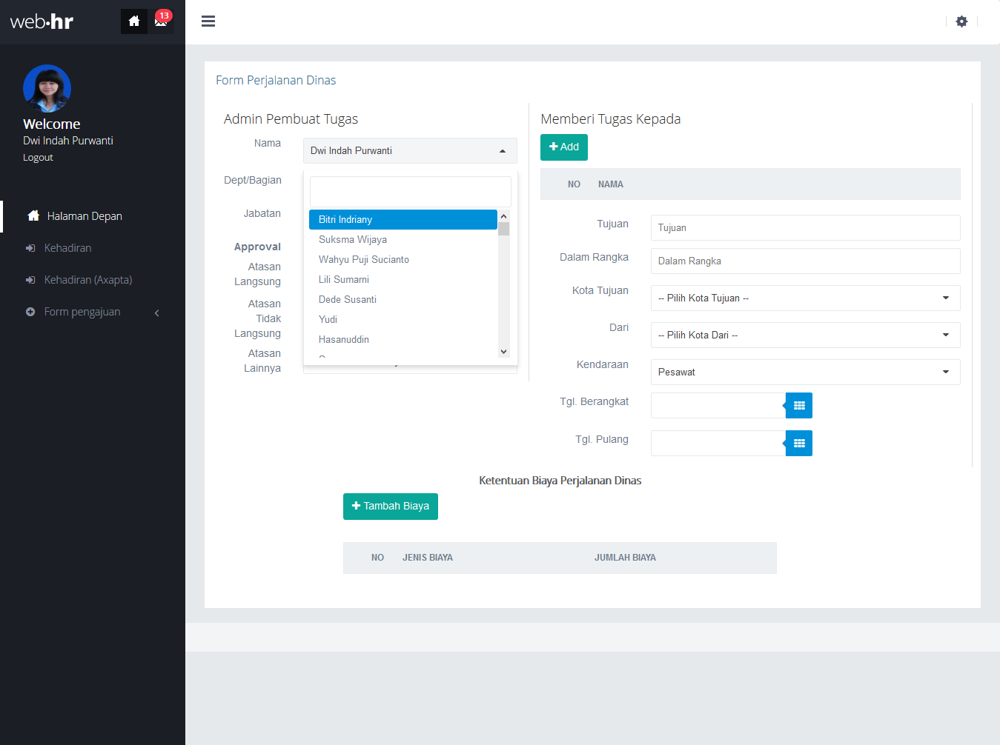 web•hr
13
Welcome
Dwi Indah Purwanti
Logout
Halaman Depan
Kehadiran
Kehadiran (Axapta)
Form pengajuan
Form Perjalanan Dinas
Admin Pembuat Tugas
Nama
Dwi Indah Purwanti
Dept/Bagian
Jabatan
Approval
Atasan
Langsung
Atasan
Tidak
Langsung
Atasan
Lainnya
Bitri Indriany
Suksma Wijaya
Wahyu Puji Sucianto
Lili Sumarni
Dede Susanti
Yudi
Hasanuddin
Memberi Tugas Kepada
+ Add
NO NAMA
Tujuan
Tujuan
Dalam Rangka
Dalam Rangka
Kota Tujuan
-- Pilih Kota Tujuan --
Dari
-- Pilih Kota Dari --
Kendaraan
Pesawat
Tgl. Berangkat
Tgl. Pulang
Ketentuan Biaya Perjalanan Dinas
+ Tambah Biaya
NO JENIS BIAYA JUMLAH BIAYA